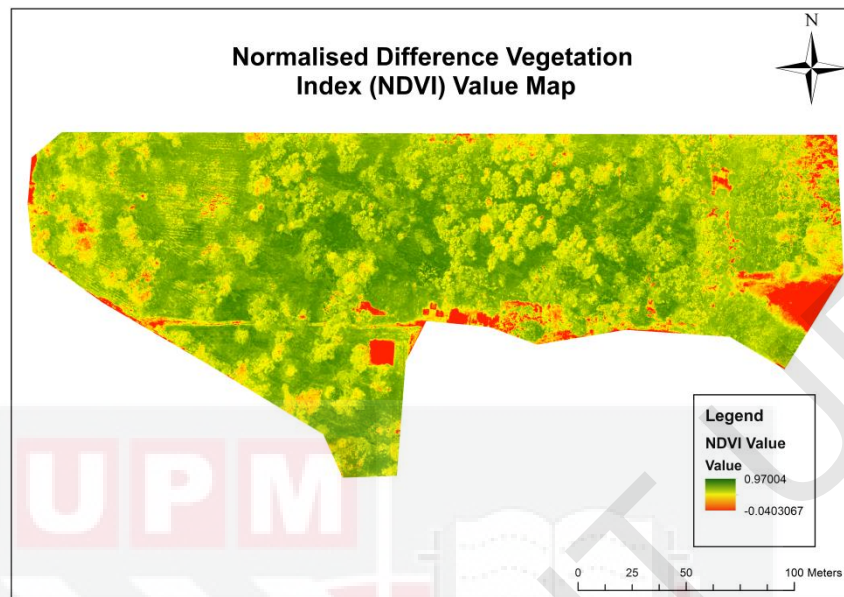 N
Normalised Difference Vegetation
Index (NDVI) Value Map
Legend
NDVI Value
Value
0.97004
-0.0403067
UPM
0 25 50 100 Meters